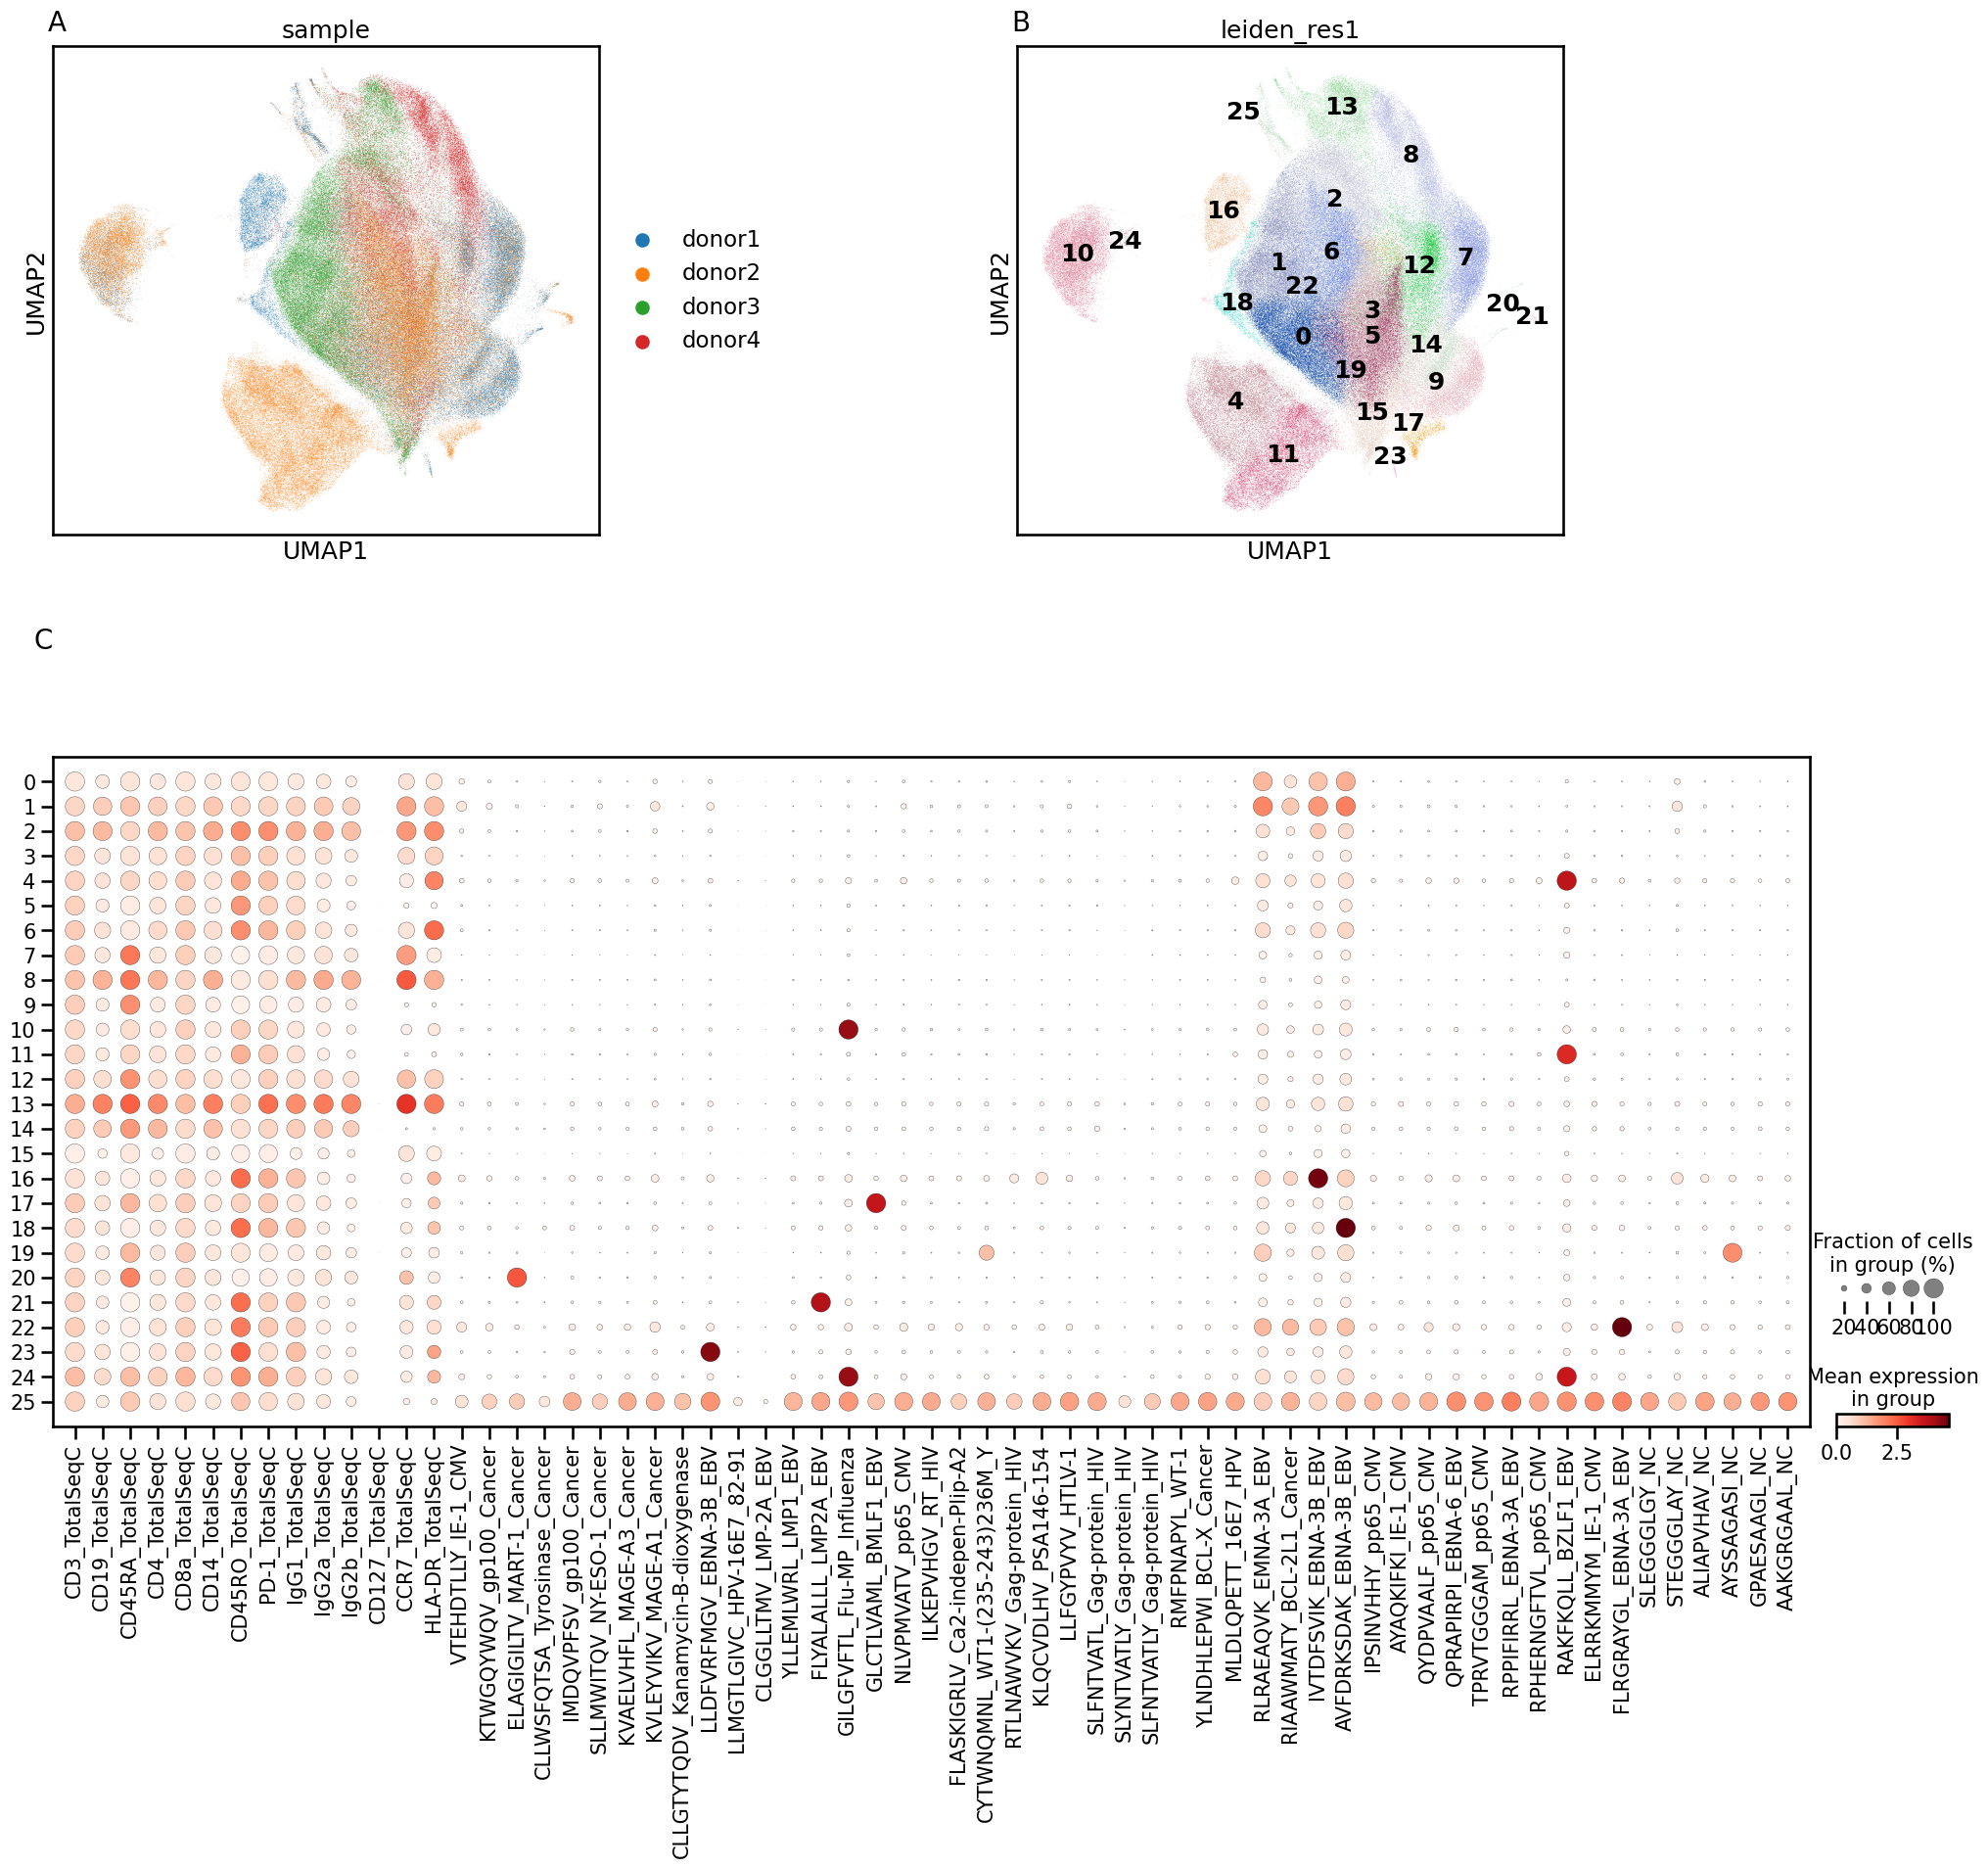 A
sample
UMAP2
UMAP1
donor1
donor2
donor3
donor4
B
leiden_res1
UMAP2
UMAP1
25
13
8
2
16
10
24
1
6
12
7
22
18
3
20
21
0
5
14
19
9
4
15
17
11
23
C
0
1
2
3
4
5
6
7
8
9
10
11
12
13
14
15
16
17
18
19
20
21
22
23
24
25
CD3_TotalSeqC
CD19_TotalSeqC
CD45RA_TotalSeqC
CD4_TotalSeqC
CD8a_TotalSeqC
CD14_TotalSeqC
CD45RO_TotalSeqC
PD-1_TotalSeqC
IgG1_TotalSeqC
IgG2a_TotalSeqC
IgG2b_TotalSeqC
CD127_TotalSeqC
CCR7_TotalSeqC
HLA-DR_TotalSeqC
VTEHDTLLY_IE-1_CMV
KTWGQYWQV_gp100_Cancer
ELAGIGILTV_MART-1_Cancer
CLLWSFQTSA_Tyrosinase_Cancer
IMDQVPFSV_gp100_Cancer
SLLMWITQV_NY-ESO-1_Cancer
KVAELVHFL_MAGE-A3_Cancer
KVLEYVIKV_MAGE-A1_Cancer
CLLGTYTQDV_Kanamycin-B-dioxygenase
LLDFVRFMGV_EBNA-3B_EBV
LLMGTLGIVC_HPV-16E7_82-91
CLGGLLTMV_LMP-2A_EBV
YLLEMLWRL_LMP1_EBV
FLYALALLL_LMP2A_EBV
GILGFVFTL_Flu-MP_Influenza
GLCTLVAML_BMLF1_EBV
NLVPMVATV_pp65_CMV
ILKEPVHGV_RT_HIV
FLASKIGRLV_Ca2-indepen-Plip-A2
CYTWNQMNL_WT1-(235-243)236M_Y
RTLNAWVKV_Gag-protein_HIV
KLQCVDLHV_PSA146-154
LLFGYPVYV_HTLV-1
SLFNTVATL_Gag-protein_HIV
SLYNTVATLY_Gag-protein_HIV
SLFNTVATLY_Gag-protein_HIV
RMFPNAPYL_WT-1
YLNDHLEPWI_BCL-X_Cancer
MLDLQPETT_16E7_HPV
RLRAEAQVK_EMNA-3A_EBV
RIAAWMATY_BCL-2L1_Cancer
IVTDFSVIK_EBNA-3B_EBV
AVFDRKSDAK_EBNA-3B_EBV
IPSINVHHY_pp65_CMV
AYAQKIFKI_IE-1_CMV
QYDPVAALF_pp65_CMV
QPRAPIRPI_EBNA-6_EBV
TPRVTGGGAM_pp65_CMV
RPPIFIRRL_EBNA-3A_EBV
RPHERNGFTVL_pp65_CMV
RAKFKQLL_BZLF1_EBV
ELRRKMMYM_IE-1_CMV
FLRGRAYGL_EBNA-3A_EBV
SLEGGGLGY_NC
STEGGGLAY_NC
ALIAPVHAV_NC
AYSSAGASI_NC
GPAESAAGL_NC
AAKGRGAAL_NC
Fraction of cells
in group (%)
20 40 60 80 100
Mean expression
in group
0.0 2.5